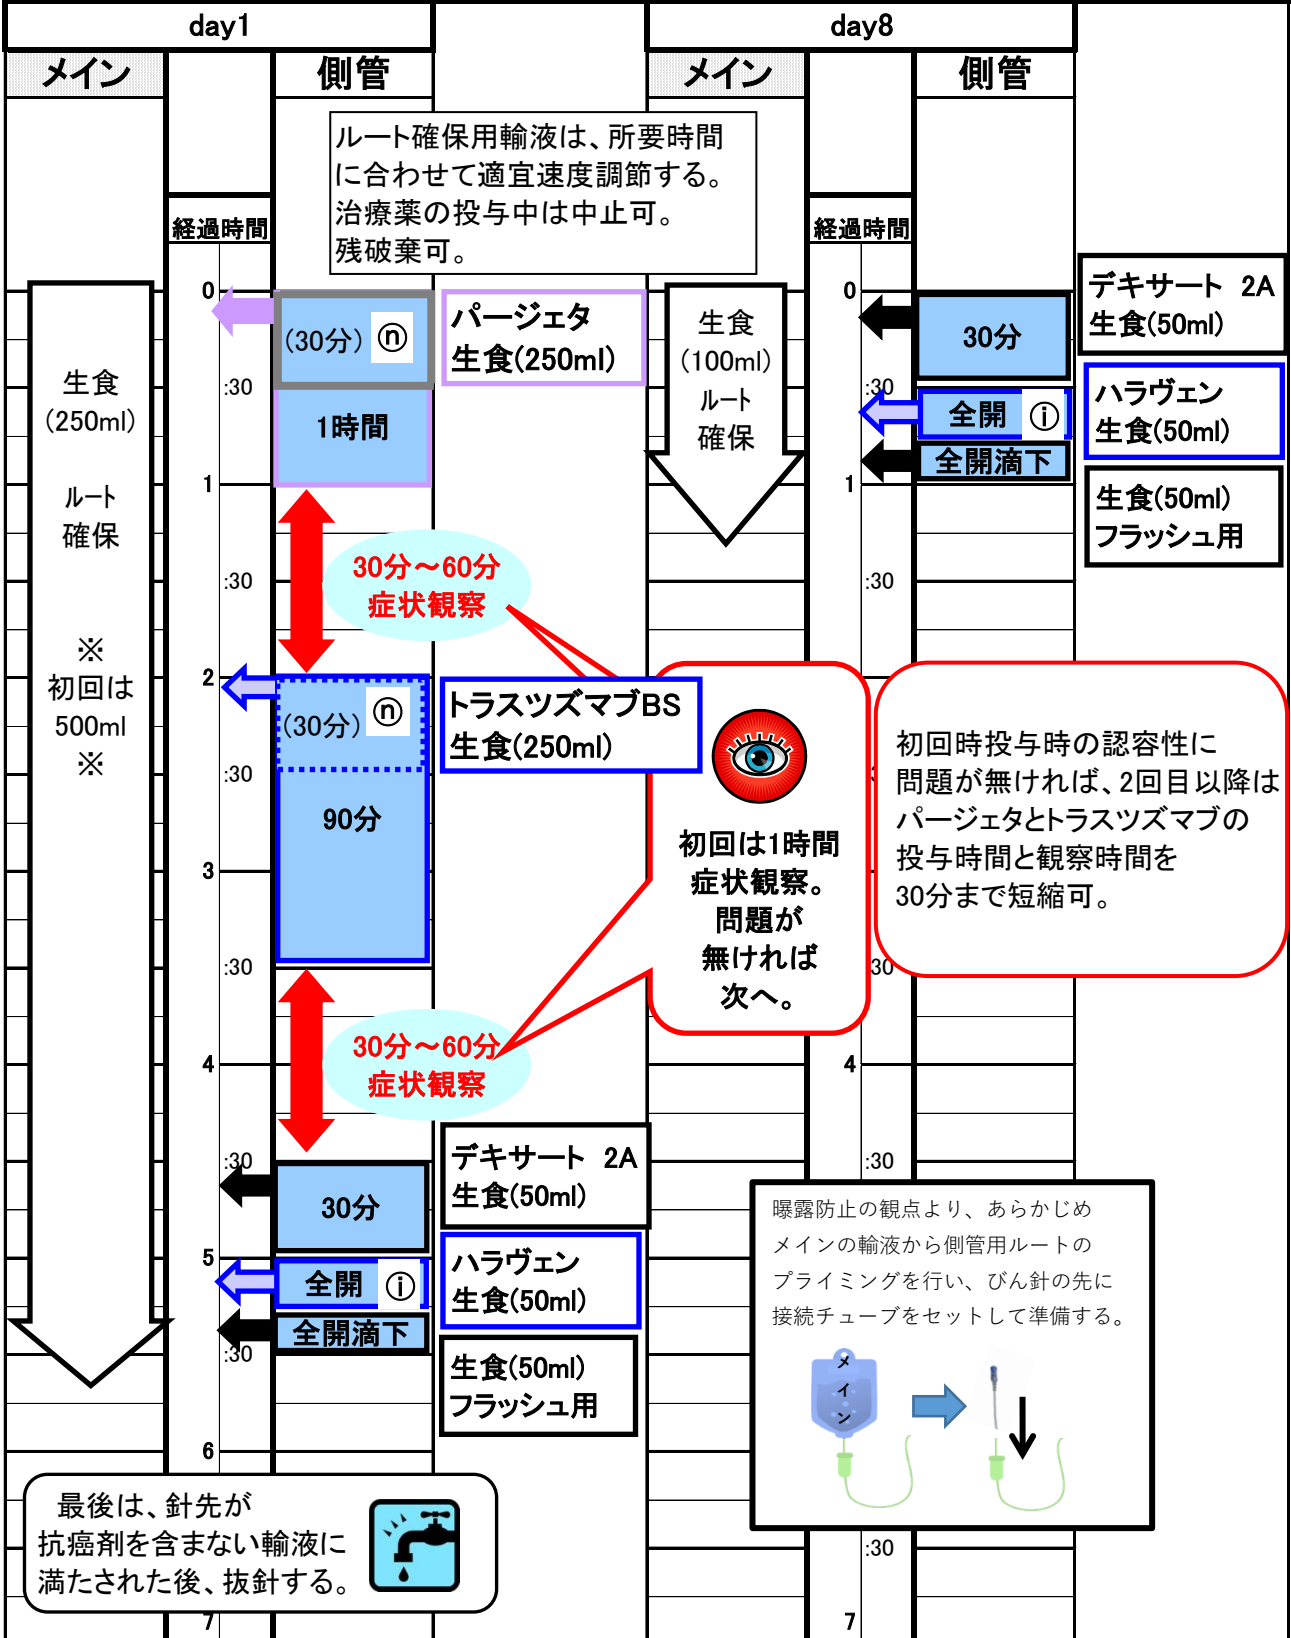 day1
メイン
側管
day8
メイン
側管
ルート確保用輸液は、所要時間
に合わせて適宜速度調節する。
治療薬の投与中は中止可。
残破棄可。
経過時間
0
:30
1
:30
2
:30
3
:30
4
:30
5
:30
6
7
生食
(250ml)
ルート
確保
※
初回は
500ml
※
(30分) ⓝ
1時間
パージェタ
生食(250ml)
30分～60分
症状観察
(30分) ⓝ
90分
トラスツズマブBS
生食(250ml)
30分～60分
症状観察
30分
デキサート 2A
生食(50ml)
全開 ⓘ
ハラヴェン
生食(50ml)
全開滴下
生食(50ml)
フラッシュ用
最後は、針先が
抗癌剤を含まない輸液に
満たされた後、抜針する。
生食
(100ml)
ルート
確保
経過時間
0
:30
1
:30
30
4
:30
:30
7
30分
デキサート 2A
生食(50ml)
全開 ⓘ
ハラヴェン
生食(50ml)
全開滴下
生食(50ml)
フラッシュ用
初回は1時間
症状観察。
問題が
無ければ
次へ。
初回時投与時の認容性に
問題が無ければ、2回目以降は
パージェタとトラスツズマブの
投与時間と観察時間を
30分まで短縮可。
曝露防止の観点より、あらかじめ
メインの輸液から側管用ルートの
プライミングを行い、びん針の先に
接続チューブをセットして準備する。
メイン